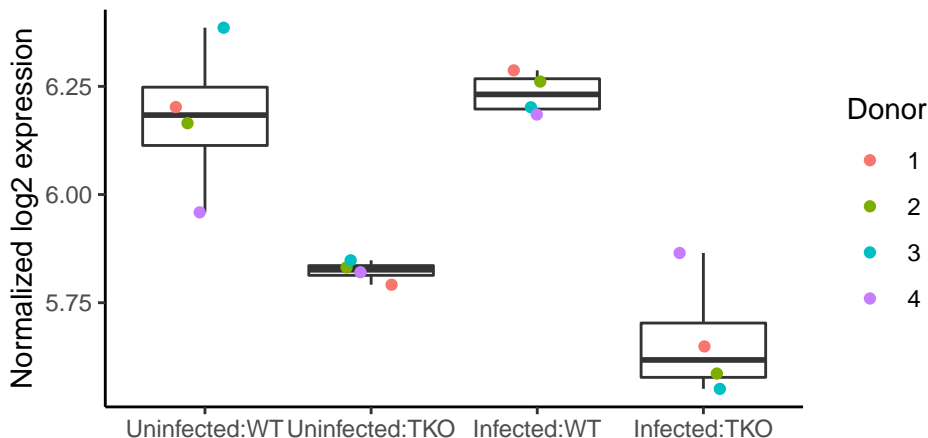 Normalized log2 expression
6.25
6.00
5.75
Uninfected:WT
Uninfected:TKO
Infected:WT
Infected:TKO
Donor
1
2
3
4